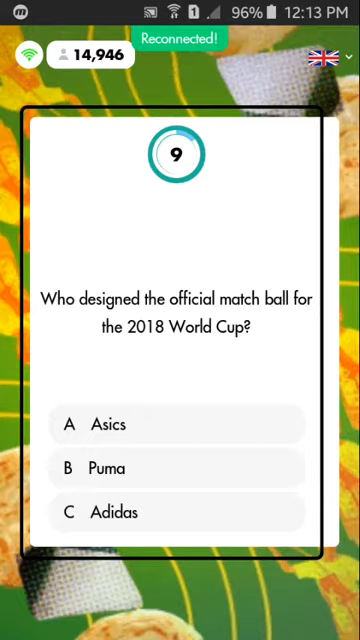 m 1 96% 12:13 PM
Reconnected!
14,946
9
Who designed the official match ball for
the 2018 World Cup?
A Asics
B Puma
C Adidas